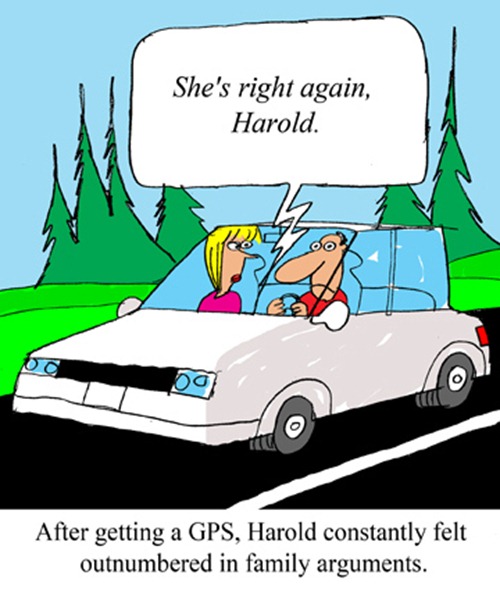 She's right again,
Harold.
After getting a GPS, Harold constantly felt
outnumbered in family arguments.